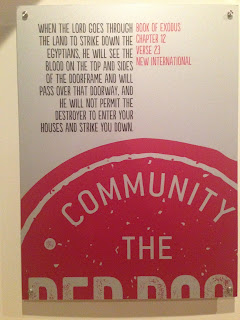 WHEN THE LORD GOES THROUGH
THE LAND TO STRIKE DOWN THE
EGYPTIANS, HE WILL SEE THE
BLOOD ON THE TOP AND SIDES
OF THE DOORFRAME AND WILL
PASS OVER THAT DOORWAY, AND
HE WILL NOT PERMIT THE
DESTROYER TO ENTER YOUR
HOUSES AND STRIKE YOU DOWN.
BOOK OF EXODUS
CHAPTER 12
VERSE 23
NEW INTERNATIONAL
COMMUNITY
THE
RED DOO